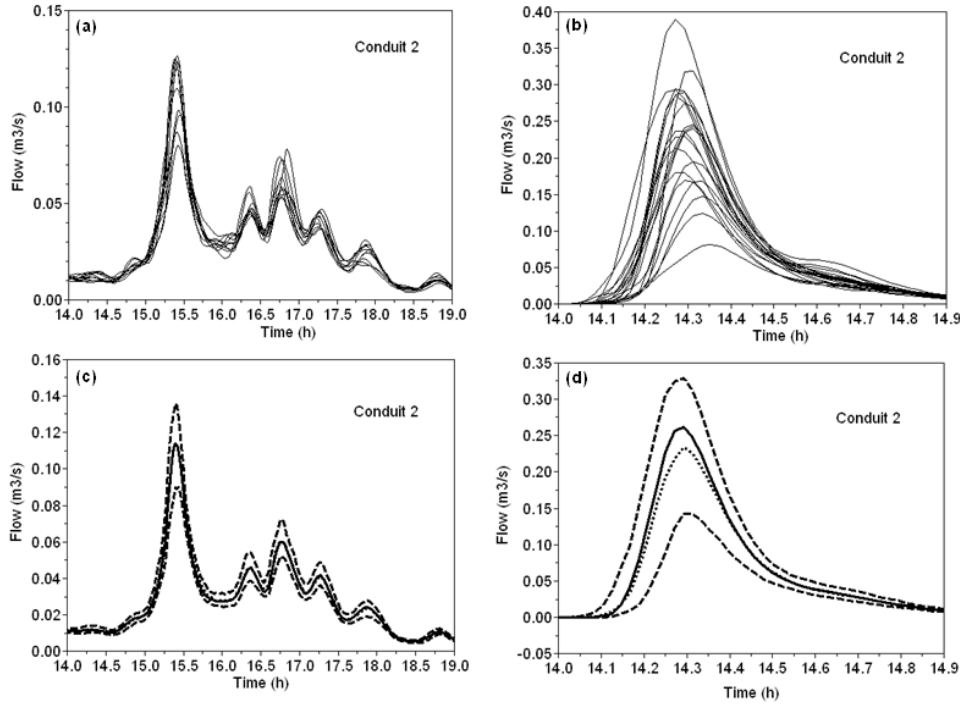 (a)
Conduit 2
Flow (m3/s)
0.15
0.10
0.05
0.00
14.0 14.5 15.0 15.5 16.0 16.5 17.0 17.5 18.0 18.5 19.0
Time (h)
(b)
Conduit 2
Flow (m3/s)
0.40
0.35
0.30
0.25
0.20
0.15
0.10
0.05
0.00
14.0 14.1 14.2 14.3 14.4 14.5 14.6 14.7 14.8 14.9
Time (h)
(c)
Conduit 2
Flow (m3/s)
0.16
0.14
0.12
0.10
0.08
0.06
0.04
0.02
0.00
14.0 14.5 15.0 15.5 16.0 16.5 17.0 17.5 18.0 18.5 19.0
Time (h)
(d)
Conduit 2
Flow (m3/s)
0.35
0.30
0.25
0.20
0.15
0.10
0.05
0.00
-0.05
14.0 14.1 14.2 14.3 14.4 14.5 14.6 14.7 14.8 14.9
Time (h)